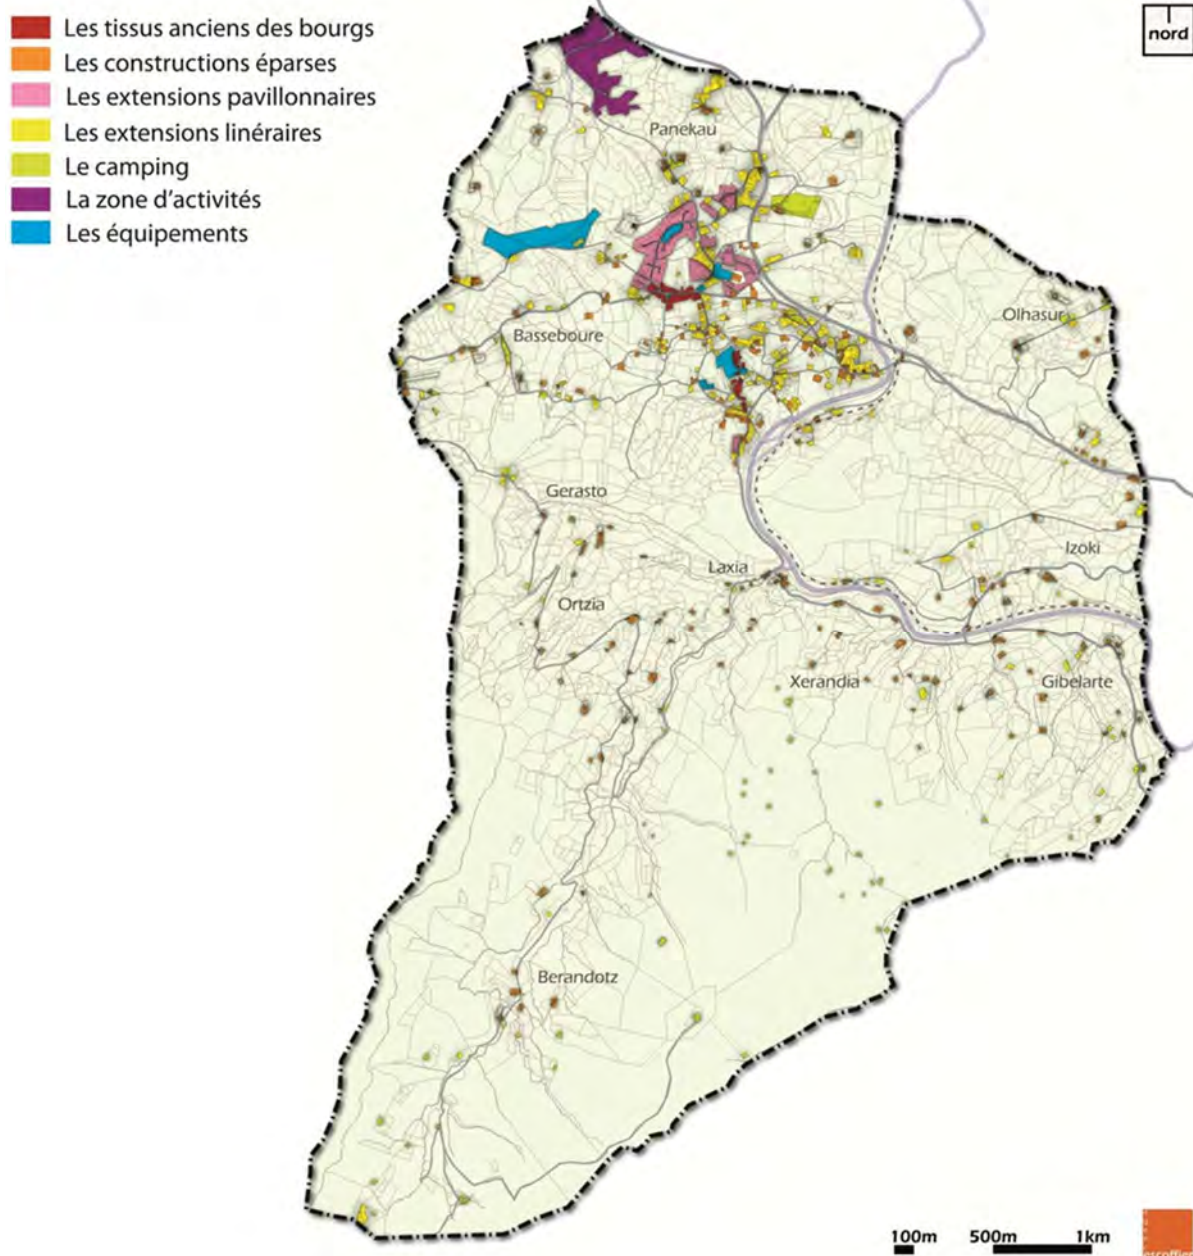 Les tissus anciens des bourgs
Les constructions éparses
Les extensions pavillonnaires
Les extensions linéraires
Le camping
La zone d'activités
Les équipements
nord
Panekau
Olhasur
Basseboure
Gerasto
Izoki
Laxia
Ortzia
Xerandia
Gibelarte
Berandotz
100m 500m 1km